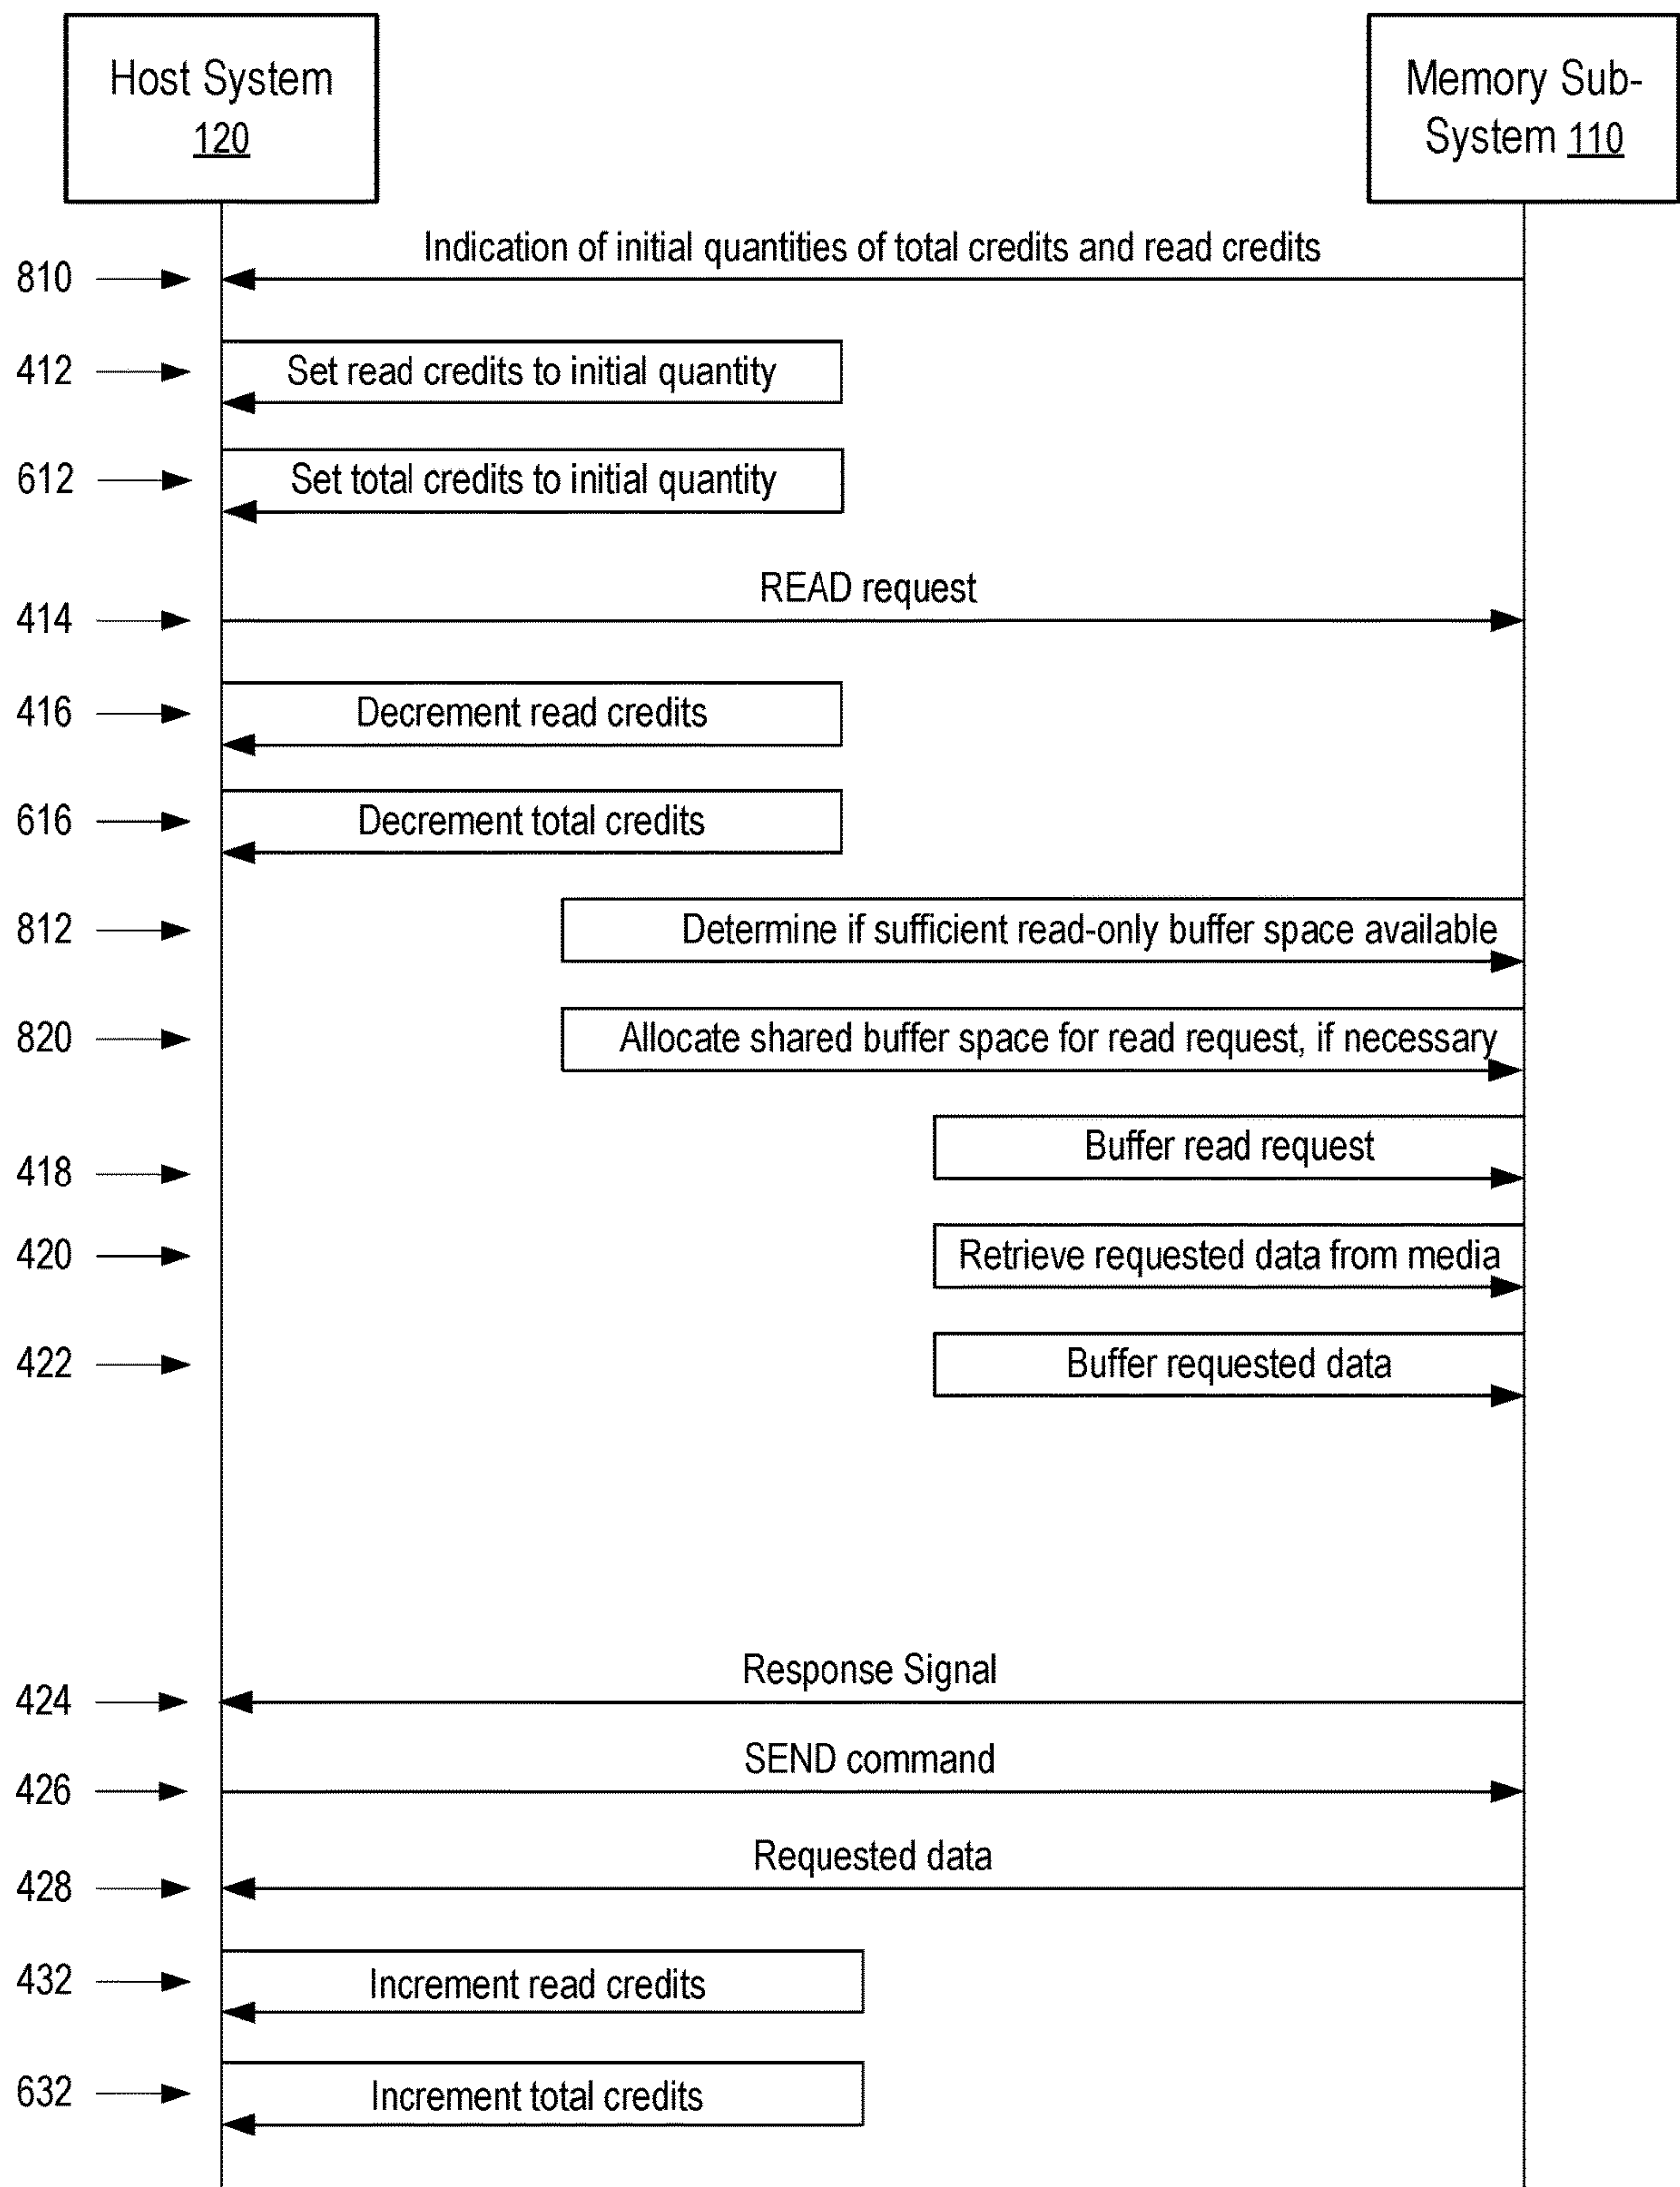 Host System
120
Memory Sub-
System 110
Indication of initial quantities of total credits and read credits
810
412
Set read credits to initial quantity
612
Set total credits to initial quantity
READ request
414
416
Decrement read credits
616
Decrement total credits
812
Determine if sufficient read-only buffer space available
820
Allocate shared buffer space for read request, if necessary
418
Buffer read request
420
Retrieve requested data from media
422
Buffer requested data
Response Signal
424
SEND command
426
Requested data
428
432
Increment read credits
632
Increment total credits